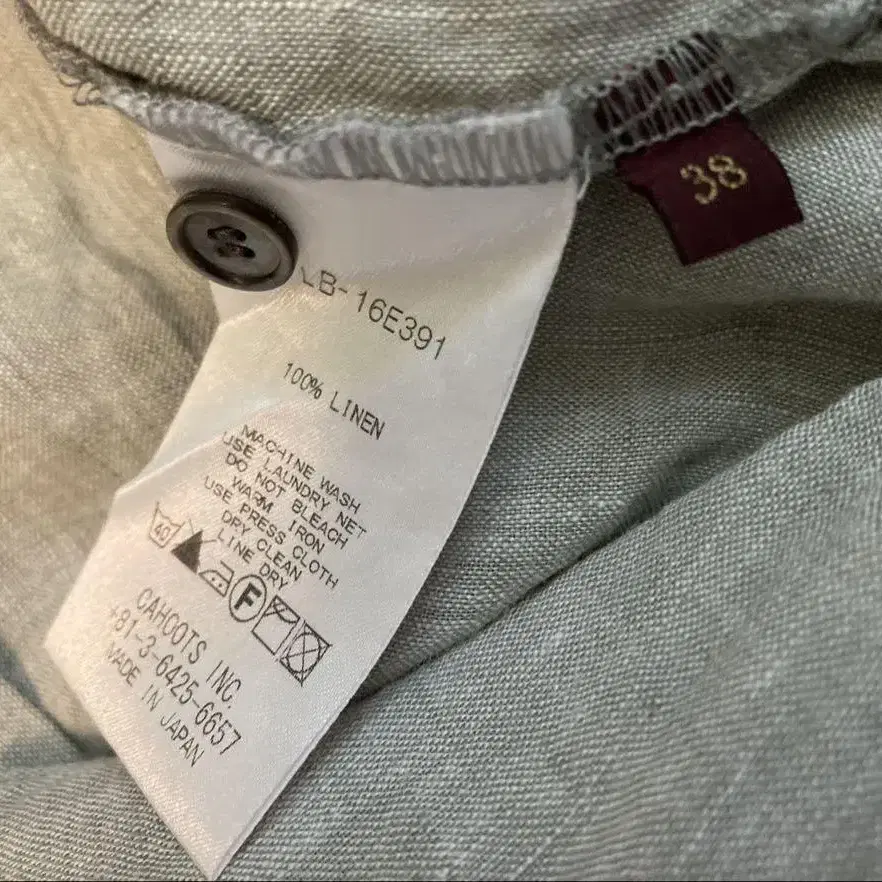 38
LB-16E391
100% LINEN
MACHINE WASH
USE LAUNDRY NET
DO NOT BLEACH
WARM IRON
USE PRESS CLOTH
DRY CLEAN
LINE DRY
40
F
CAHOOTS INC.
+81-3-6425-6657
MADE IN JAPAN